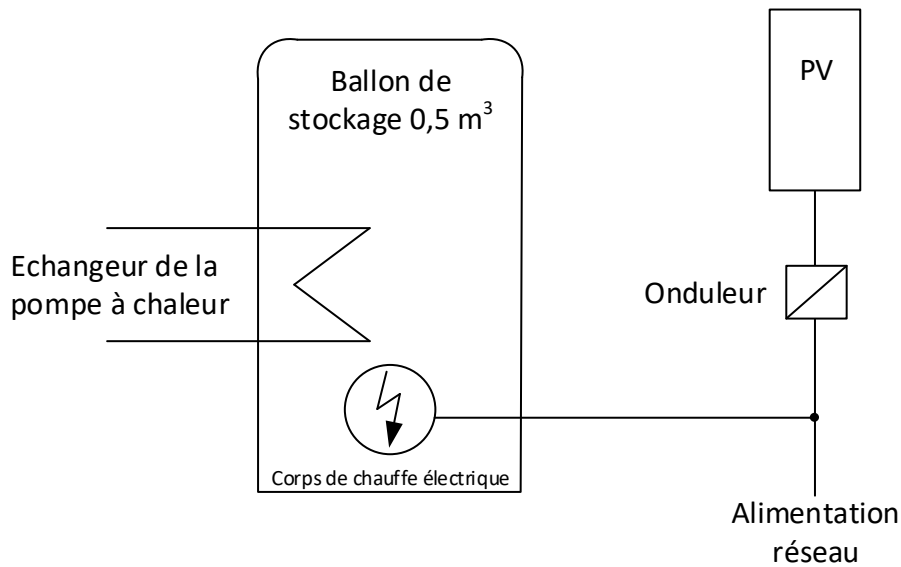 Ballon de
stockage 0,5 m³
PV
Echangeur de la
pompe à chaleur
Onduleur
Corps de chauffe électrique
Alimentation
réseau